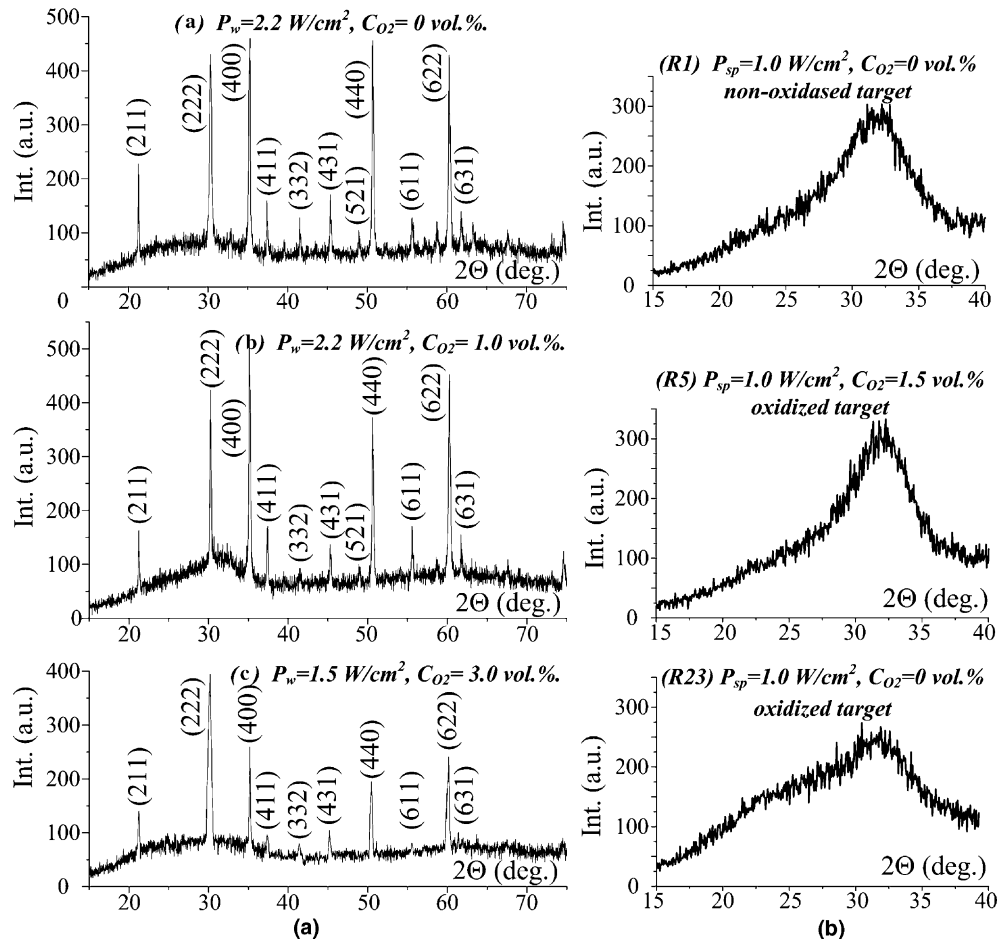 (a) P_w=2.2 W/cm², C_O2= 0 vol.%.
500
400
300
200
100
0
Int. (a.u.)
(211)
(222)
(400)
(411)
(332)
(431)
(521)
(440)
(611)
(622)
(631)
2Θ (deg.)
20 30 40 50 60 70
(b) P_w=2.2 W/cm², C_O2= 1.0 vol.%.
500
400
300
200
100
0
Int. (a.u.)
(211)
(222)
(400)
(411)
(332)
(431)
(521)
(440)
(611)
(622)
(631)
2Θ (deg.)
20 30 40 50 60 70
(c) P_w=1.5 W/cm², C_O2= 3.0 vol.%.
400
300
200
100
0
Int. (a.u.)
(211)
(222)
(400)
(411)
(332)
(431)
(440)
(611)
(622)
(631)
2Θ (deg.)
20 30 40 50 60 70
(a)
(R1) P_sp=1.0 W/cm², C_O2=0 vol.%
non-oxidased target
300
200
100
0
Int. (a.u.)
2Θ (deg.)
15 20 25 30 35 40
(R5) P_sp=1.0 W/cm², C_O2=1.5 vol.%
oxidized target
300
200
100
0
Int. (a.u.)
2Θ (deg.)
15 20 25 30 35 40
(R23) P_sp=1.0 W/cm², C_O2=0 vol.%
oxidized target
300
200
100
0
Int. (a.u.)
2Θ (deg.)
15 20 25 30 35 40
(b)